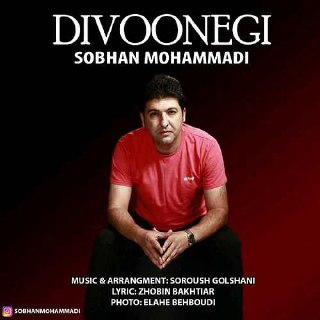 DIVOONEGI
SOBHAN MOHAMMADI
MUSIC & ARRANGMENT: SOROUSH GOLSHANI
LYRIC: ZHOBIN BAKHTIAR
PHOTO: ELAHE BEHBOUDI
SOBHANMOHAMMADI